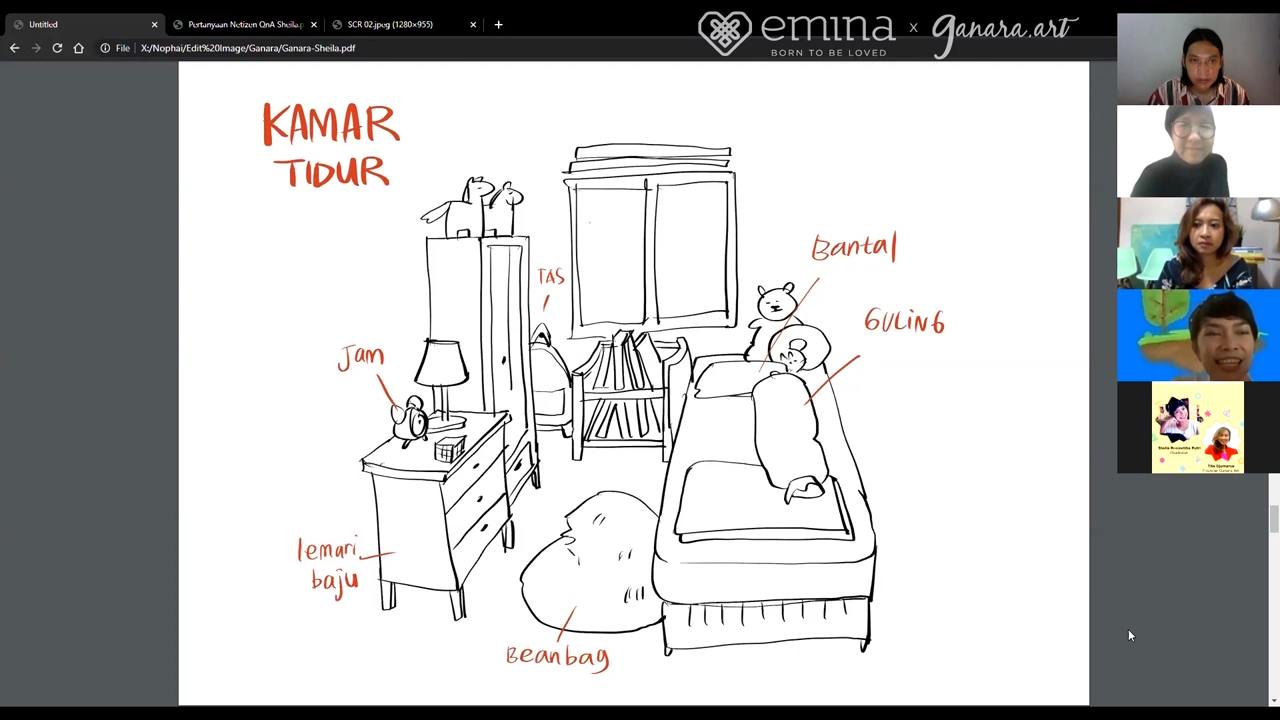 Untitled
Pertanyaan Netizen QnA Sheila.p
SCR 02.jpeg (1280×955)
File
X:/Nophai/Edit%20Image/Ganara/Ganara-Sheila.pdf
emina x ganara.art
BORN TO BE LOVED
KAMAR
TIDUR
TAS
Bantal
GULING
Jam
lemari
baju
Beanbag